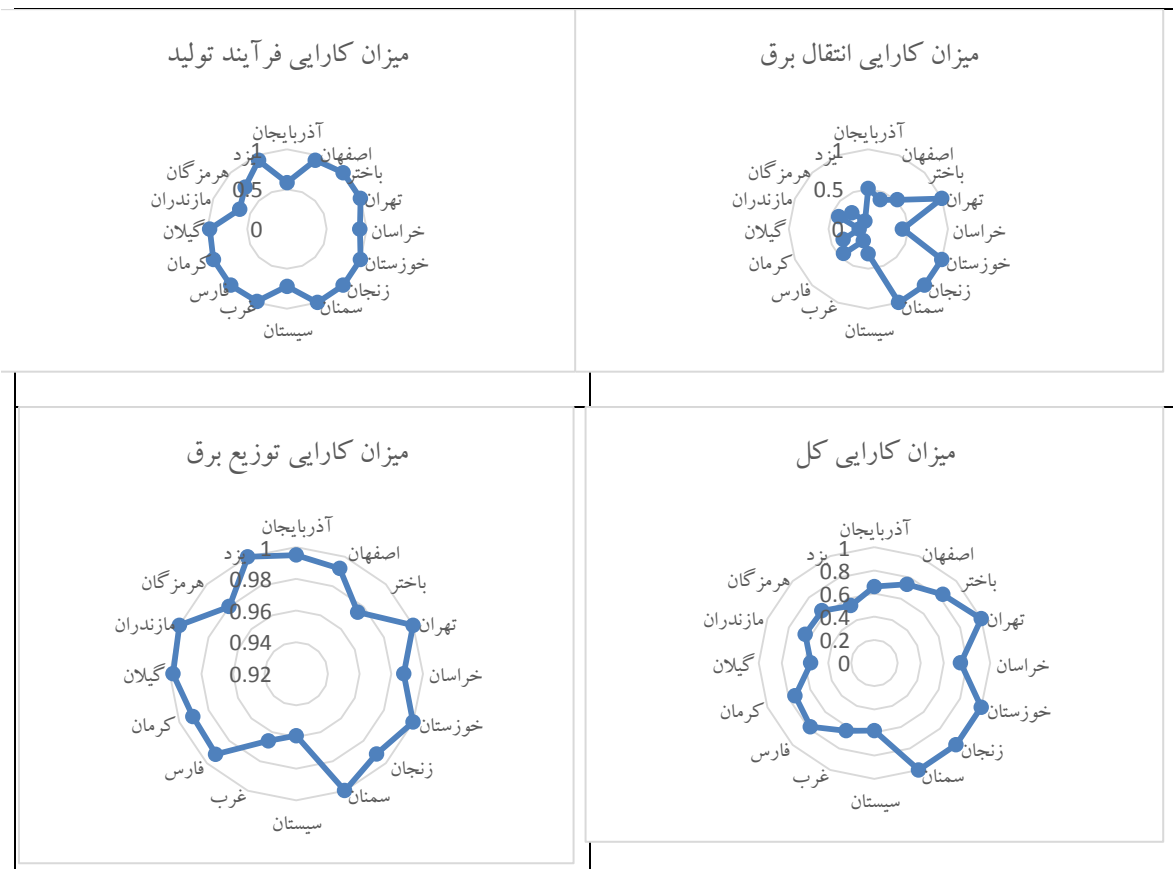 میزان کارایی انتقال برق
آذربایجان
اصفهان
باختر
تهران
خراسان
خوزستان
زنجان
سمنان
سیستان
غرب
فارس
کرمان
گیلان
مازندران
هرمزگان
یزد
1
0.5
0
میزان کارایی فرآیند تولید
آذربایجان
اصفهان
باختر
تهران
خراسان
خوزستان
زنجان
سمنان
سیستان
غرب
فارس
کرمان
گیلان
مازندران
هرمزگان
یزد
1
0.5
0
میزان کارایی کل
آذربایجان
اصفهان
باختر
تهران
خراسان
خوزستان
زنجان
سمنان
سیستان
غرب
فارس
کرمان
گیلان
مازندران
هرمزگان
یزد
1
0.8
0.6
0.4
0.2
0
میزان کارایی توزیع برق
آذربایجان
اصفهان
باختر
تهران
خراسان
خوزستان
زنجان
سمنان
سیستان
غرب
فارس
کرمان
گیلان
مازندران
هرمزگان
یزد
1
0.98
0.96
0.94
0.92